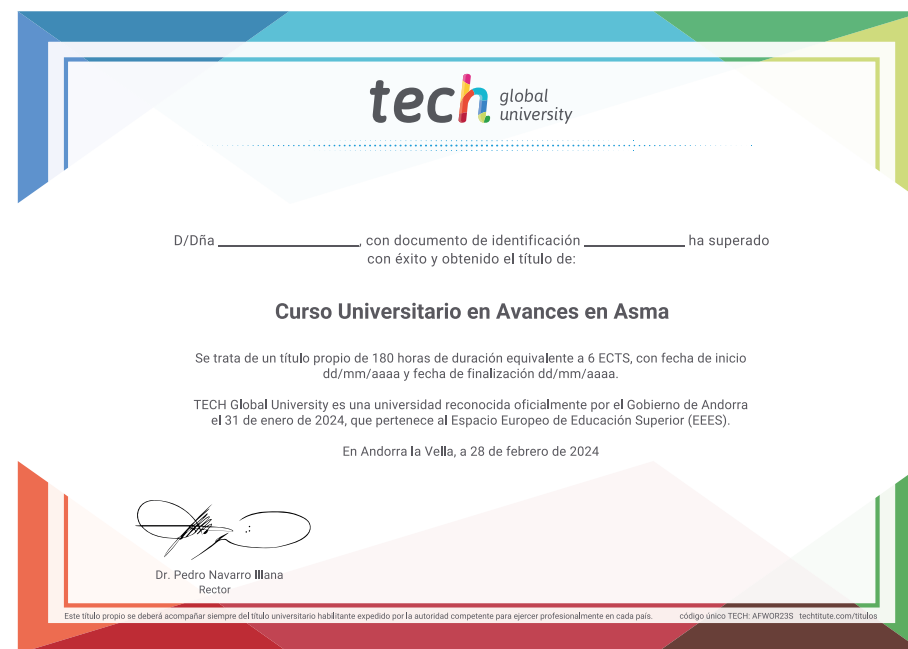 tech global university
D/Dña ____________________, con documento de identificación ______________ ha superado
con éxito y obtenido el título de:
Curso Universitario en Avances en Asma
Se trata de un título propio de 180 horas de duración equivalente a 6 ECTS, con fecha de inicio
dd/mm/aaaa y fecha de finalización dd/mm/aaaa.
TECH Global University es una universidad reconocida oficialmente por el Gobierno de Andorra
el 31 de enero de 2024, que pertenece al Espacio Europeo de Educación Superior (EEES).
En Andorra la Vella, a 28 de febrero de 2024
Dr. Pedro Navarro Illana
Rector
Este título propio se deberá acompañar siempre del título universitario habilitante expedido por la autoridad competente para ejercer profesionalmente en cada país. código único TECH: AFWOR23S techtitute.com/titulos